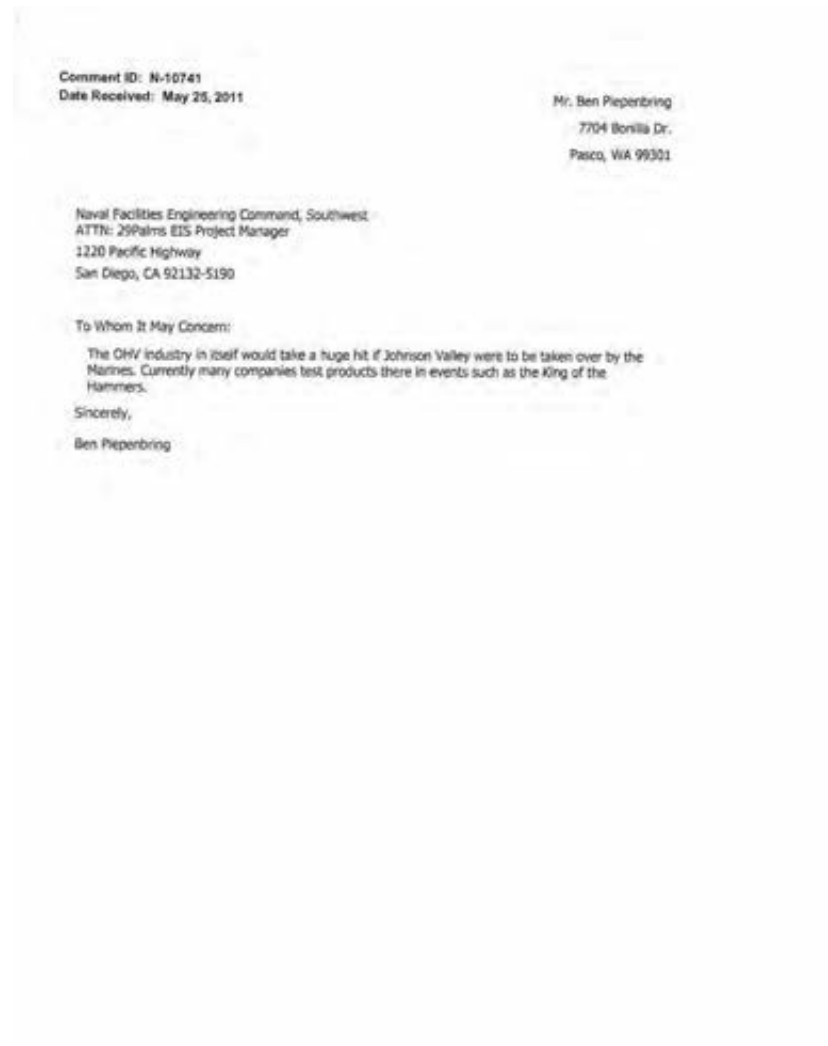 Comment ID: N-10741
Date Received: May 25, 2011
Mr. Ben Piepenbring
7704 Bonilla Dr.
Pasco, WA 99301
Naval Facilities Engineering Command, Southwest
ATTN: 29Palms EIS Project Manager
1220 Pacific Highway
San Diego, CA 92132-5190
To Whom It May Concern:
The OHV industry in itself would take a huge hit if Johnson Valley were to be taken over by the
Marines. Currently many companies test products there in events such as the King of the
Hammers.
Sincerely,
Ben Piepenbring